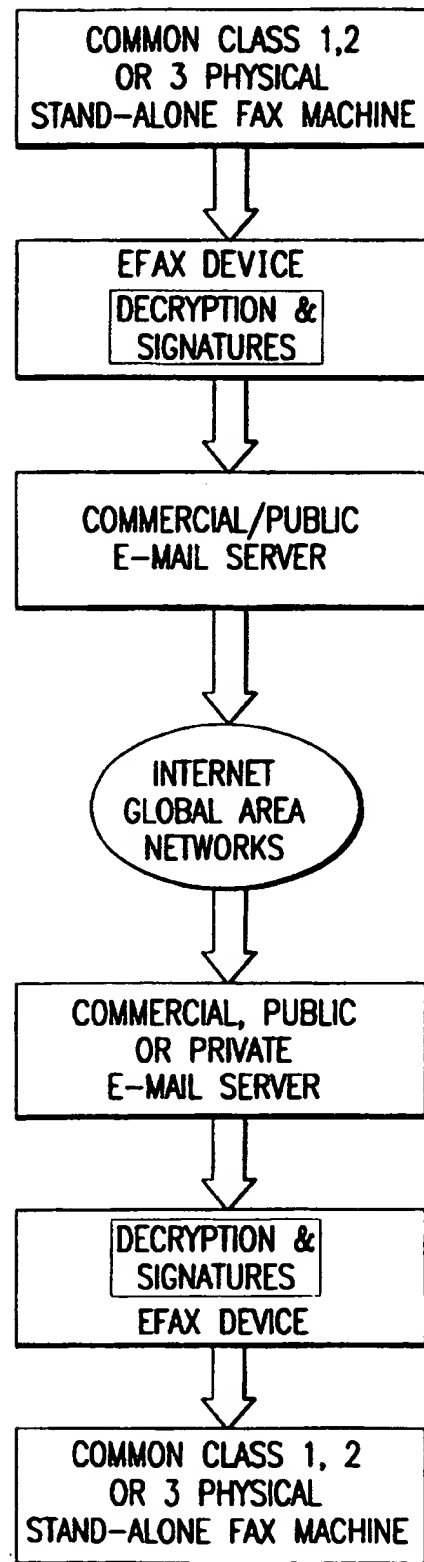 COMMON CLASS 1,2
OR 3 PHYSICAL
STAND-ALONE FAX MACHINE
EFAX DEVICE
DECRYPTION &
SIGNATURES
COMMERCIAL/PUBLIC
E-MAIL SERVER
INTERNET
GLOBAL AREA
NETWORKS
COMMERCIAL, PUBLIC
OR PRIVATE
E-MAIL SERVER
DECRYPTION &
SIGNATURES
EFAX DEVICE
COMMON CLASS 1, 2
OR 3 PHYSICAL
STAND-ALONE FAX MACHINE